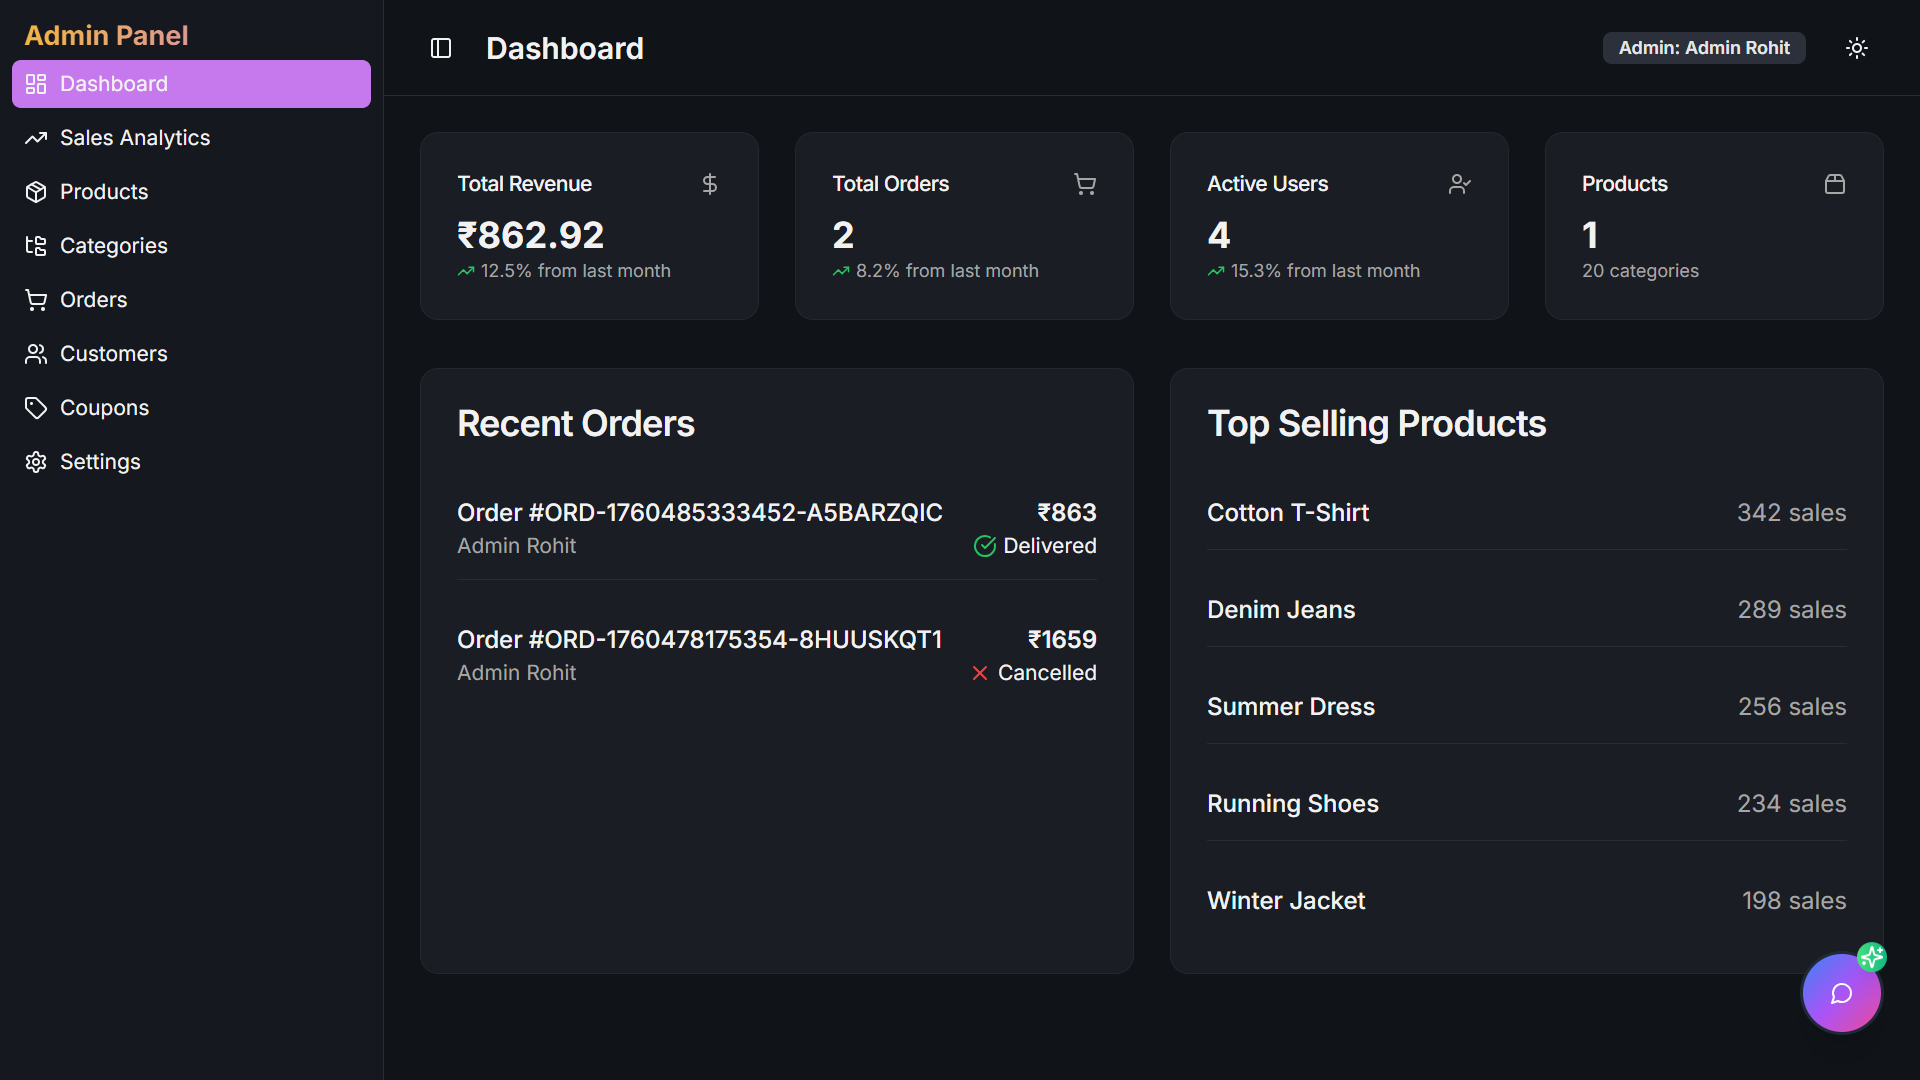 Admin Panel
Dashboard
Sales Analytics
Products
Categories
Orders
Customers
Coupons
Settings
Dashboard
Admin: Admin Rohit
Total Revenue
₹862.92
12.5% from last month
Total Orders
2
8.2% from last month
Active Users
4
15.3% from last month
Products
1
20 categories
Recent Orders
Order #ORD-1760485333452-A5BARZQIC ₹863
Admin Rohit Delivered
Order #ORD-1760478175354-8HUUSKQT1 ₹1659
Admin Rohit Cancelled
Top Selling Products
Cotton T-Shirt 342 sales
Denim Jeans 289 sales
Summer Dress 256 sales
Running Shoes 234 sales
Winter Jacket 198 sales